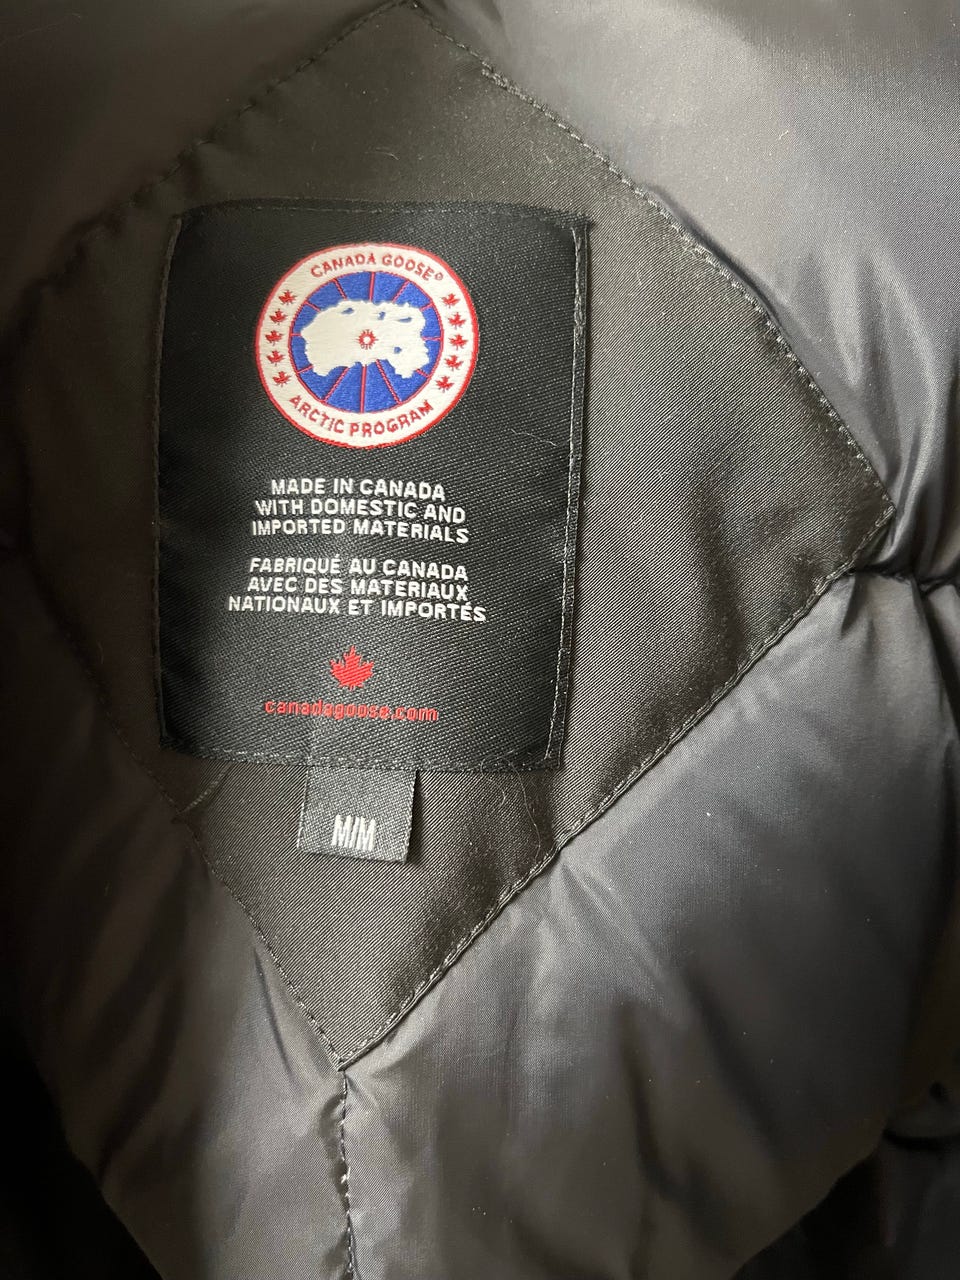 CANADA GOOSE®
ARCTIC PROGRAM
MADE IN CANADA
WITH DOMESTIC AND
IMPORTED MATERIALS
FABRIQUÉ AU CANADA
AVEC DES MATERIAUX
NATIONAUX ET IMPORTÉS
canadagoose.com
M/M